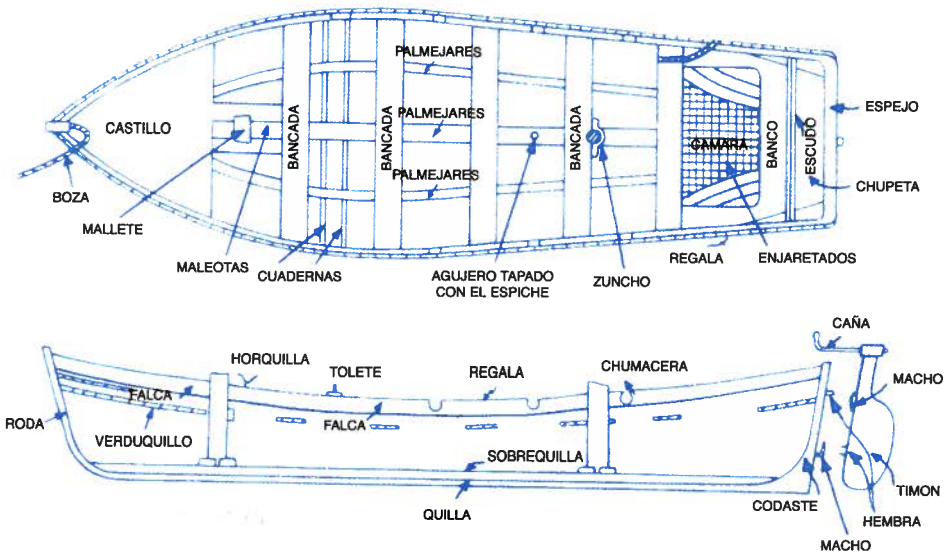 PALMEJARES
ESPEJO
CASTILLO
BANCADA
BANCADA
PALMEJARES
BANCADA
CAMARA
BANCO
ESCUDO
PALMEJARES
CHUPETA
BOZA
MALLETE
MALEOTAS
CUADERNAS
AGUJERO TAPADO
CON EL ESPICHE
ZUNCHO
REGALA
ENJARETADOS
CAÑA
HORQUILLA
TOLETE
REGALA
CHUMACERA
MACHO
FALCA
RODA
VERDUQUILLO
FALCA
SOBREQUILLA
QUILLA
CODASTE
TIMON
HEMBRA
MACHO